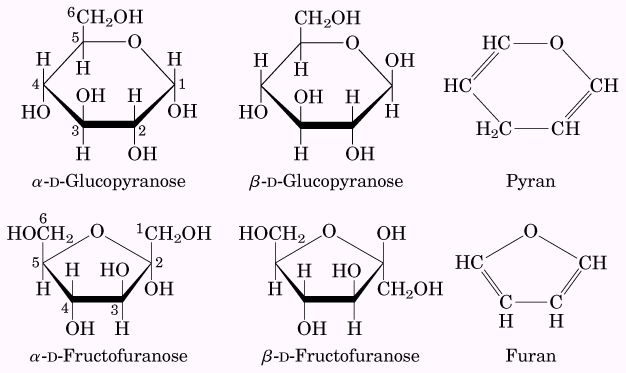 ⁶CH₂OH
5 O
H H H
4 1
HO OH H OH
3 2
H OH
α-D-Glucopyranose
CH₂OH
O
H H OH
HO OH H H
H OH
β-D-Glucopyranose
HC O
HC CH
H₂C CH
Pyran
6
HOCH₂ O ¹CH₂OH
5 H HO 2
H OH
4 3
OH H
α-D-Fructofuranose
HOCH₂ O OH
H HO
H CH₂OH
OH H
β-D-Fructofuranose
O
HC CH
C C
H H
Furan